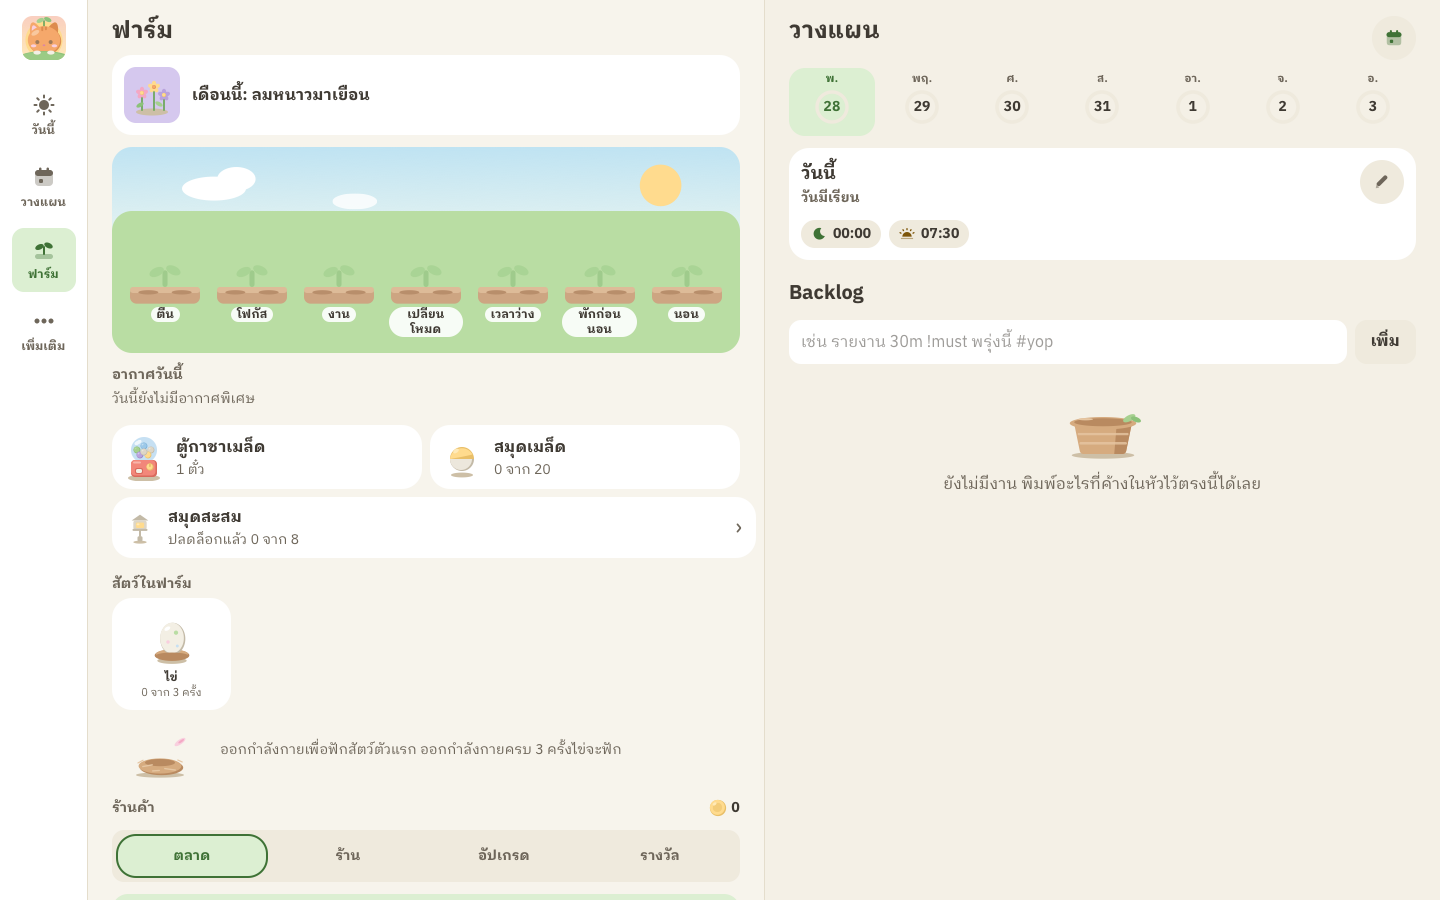 วันนี้
วางแผน
ฟาร์ม
เพิ่มเติม
ฟาร์ม
เดือนนี้: ลมหนาวมาเยือน
ตื่น
โฟกัส
งาน
เปลี่ยน
โหมด
เวลาว่าง
พักก่อน
นอน
นอน
อากาศวันนี้
วันนี้ยังไม่มีอากาศพิเศษ
ตู้กาชาเมล็ด
1 ตั๋ว
สมุดเมล็ด
0 จาก 20
สมุดสะสม
ปลดล็อกแล้ว 0 จาก 8
สัตว์ในฟาร์ม
ไข่
0 จาก 3 ครั้ง
ออกกำลังกายเพื่อฟักสัตว์ตัวแรก ออกกำลังกายครบ 3 ครั้งไข่จะฟัก
ร้านค้า
0
ตลาด
ร้าน
อัปเกรด
รางวัล
วางแผน
พ. พฤ. ศ. ส. อา. จ. อ.
28 29 30 31 1 2 3
วันนี้
วันมีเรียน
00:00 07:30
Backlog
เช่น รายงาน 30m !must พรุ่งนี้ #yop
เพิ่ม
ยังไม่มีงาน พิมพ์อะไรที่ค้างในหัวไว้ตรงนี้ได้เลย